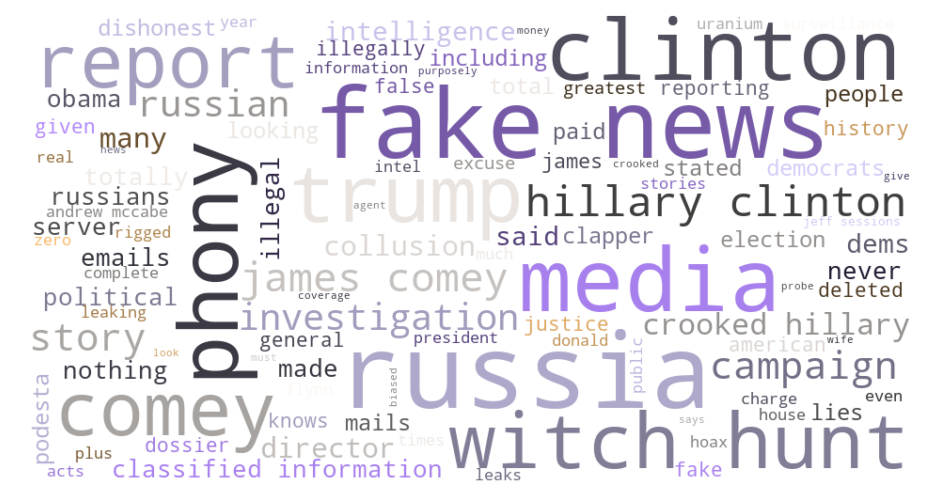 dishonest
year
intelligence
money
uranium
surveillance
clinton
report
illegally
including
information
purposely
false
total
greatest
reporting
people
obama
russian
fake news
given
many
looking
paid
history
news
real
intel
excuse
james
crooked
stated
democrats
give
totally
phony
illegal
trump
stories
russians
agent
hillary clinton
andrew mccabe
jeff sessions
server
rigged
zero
collusion
much
said
clapper
election
dems
emails
complete
james comey
media
never
probe
deleted
political
coverage
leaking
investigation
justice
crooked hillary
story
general
president
donald
american
wife
look
must
russia
public
campaign
nothing
made
biased
flynn
podesta
comey
charge
even
house
lies
knows
mails
says
witch hunt
hoax
dossier
director
times
plus
acts
classified information
leaks
fake